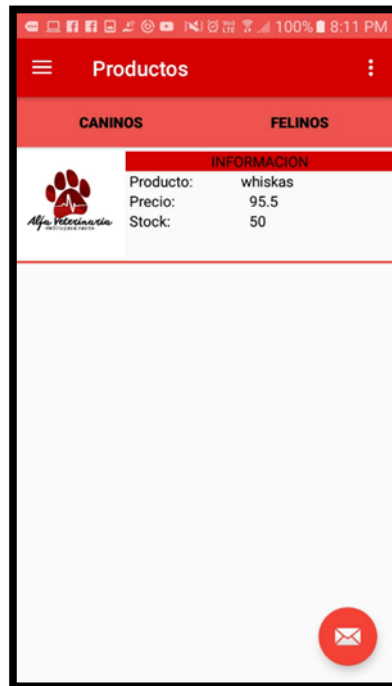 100% 8:11 PM
Productos
CANINOS FELINOS
INFORMACION
Producto: whiskas
Precio: 95.5
Stock: 50
Alfa Veterinaria